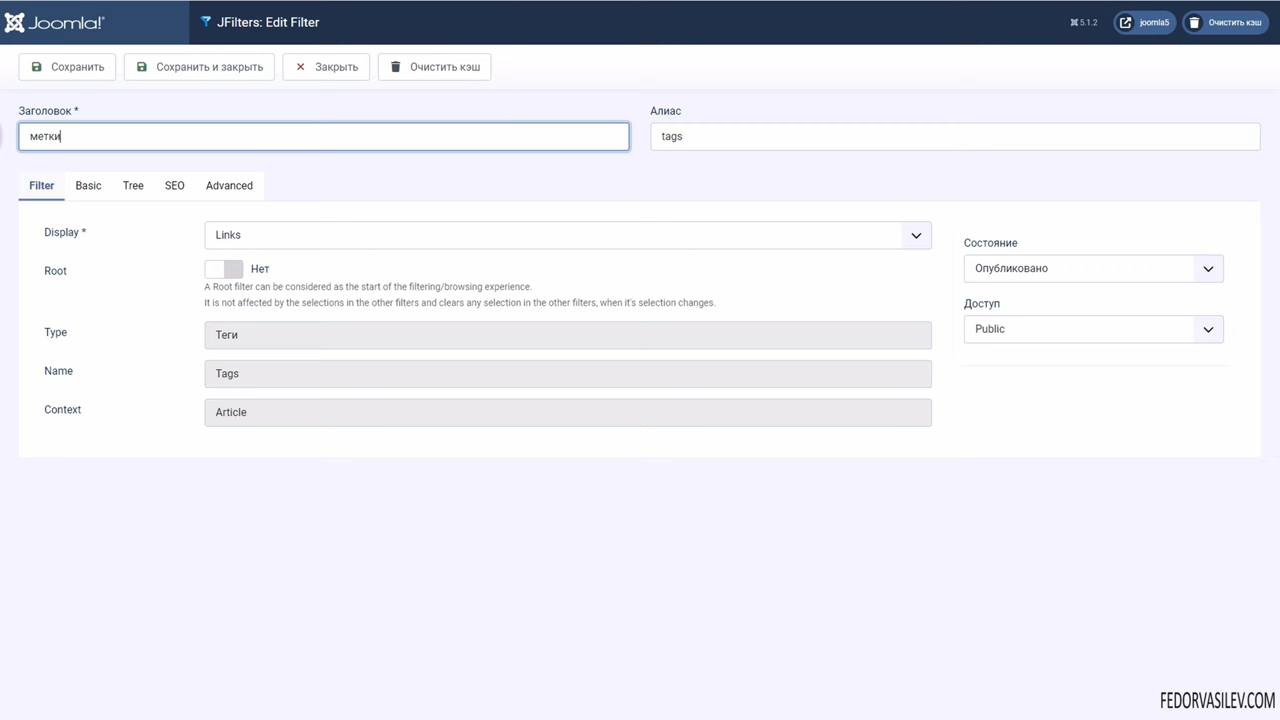 Joomla!
JFilters: Edit Filter
5.1.2
joomla5
Очистить кэш
Сохранить
Сохранить и закрыть
Закрыть
Очистить кэш
Заголовок *
Алиас
метки
tags
Filter
Basic
Tree
SEO
Advanced
Display *
Links
Root
Нет
A Root filter can be considered as the start of the filtering/browsing experience.
It is not affected by the selections in the other filters and clears any selection in the other filters, when it's selection changes.
Type
Теги
Name
Tags
Context
Article
Состояние
Опубликовано
Доступ
Public
FEDORVASILEV.COM